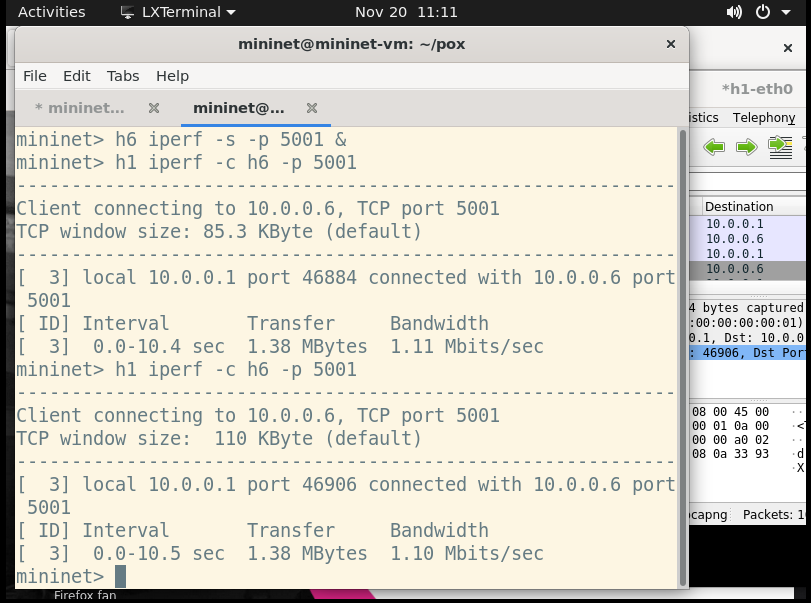 Activities
LXTerminal
Nov 20  11:11
mininet@mininet-vm: ~/pox
File Edit Tabs Help
* mininet...
mininet@...
mininet> h6 iperf -s -p 5001 &
mininet> h1 iperf -c h6 -p 5001
------------------------------------------------------------
Client connecting to 10.0.0.6, TCP port 5001
TCP window size: 85.3 KByte (default)
------------------------------------------------------------
[  3] local 10.0.0.1 port 46884 connected with 10.0.0.6 port
 5001
[ ID] Interval       Transfer     Bandwidth
[  3]  0.0-10.4 sec  1.38 MBytes  1.11 Mbits/sec
mininet> h1 iperf -c h6 -p 5001
------------------------------------------------------------
Client connecting to 10.0.0.6, TCP port 5001
TCP window size:  110 KByte (default)
------------------------------------------------------------
[  3] local 10.0.0.1 port 46906 connected with 10.0.0.6 port
 5001
[ ID] Interval       Transfer     Bandwidth
[  3]  0.0-10.5 sec  1.38 MBytes  1.10 Mbits/sec
mininet>
*h1-eth0
istics Telephony
Destination
10.0.0.1
10.0.0.6
10.0.0.1
10.0.0.6
4 bytes captured
:00:00:00:00:01)
0.1, Dst: 10.0.0
: 46906, Dst Por
08 00 45 00
00 01 0a 00
00 00 a0 02
08 0a 33 93
ocapng Packets: 10
Firefox fan